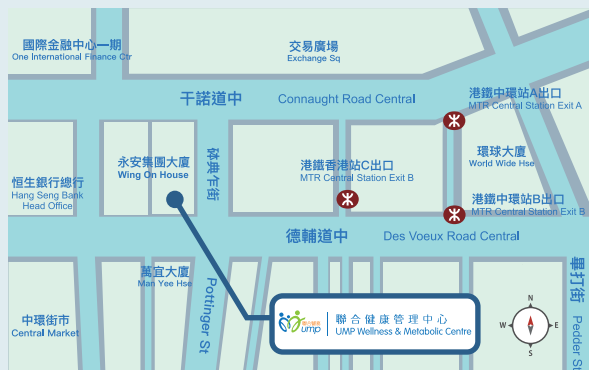 國際金融中心一期
One International Finance Ctr
交易廣場
Exchange Sq
干諾道中 Connaught Road Central
港鐵中環站A出口
MTR Central Station Exit A
永安集團大廈
Wing On House
砵典乍街
港鐵香港站C出口
MTR Central Station Exit B
環球大廈
World Wide Hse
恒生銀行總行
Hang Seng Bank
Head Office
港鐵中環站B出口
MTR Central Station Exit B
德輔道中 Des Voeux Road Central
萬宜大廈
Man Yee Hse
Pottinger St
畢打街
Pedder St
中環街市
Central Market
ump
聯合健康管理中心
UMP Wellness & Metabolic Centre
N
W E
S